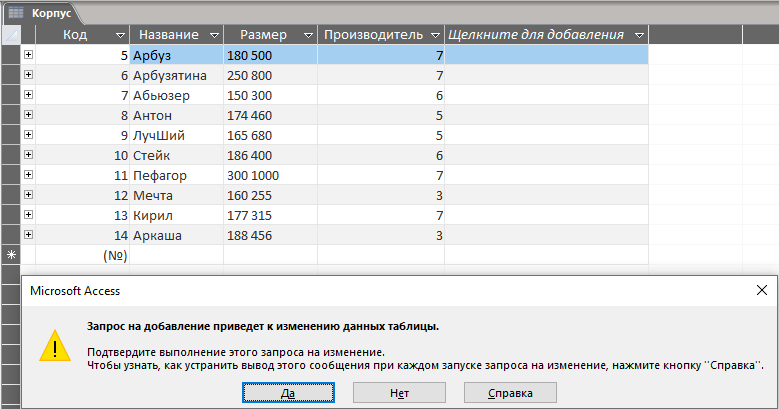 Корпус
Код Название Размер Производитель Щелкните для добавления
5 Арбуз 180 500 7
6 Арбузятина 250 800 7
7 Абьюзер 150 300 6
8 Антон 174 460 5
9 ЛучШий 165 680 5
10 Стейк 186 400 6
11 Пефагор 300 1000 7
12 Мечта 160 255 3
13 Кирил 177 315 7
14 Аркаша 188 456 3
(№)
Microsoft Access
Запрос на добавление приведет к изменению данных таблицы.
Подтвердите выполнение этого запроса на изменение.
Чтобы узнать, как устранить вывод этого сообщения при каждом запуске запроса на изменение, нажмите кнопку "Справка".
Да Нет Справка